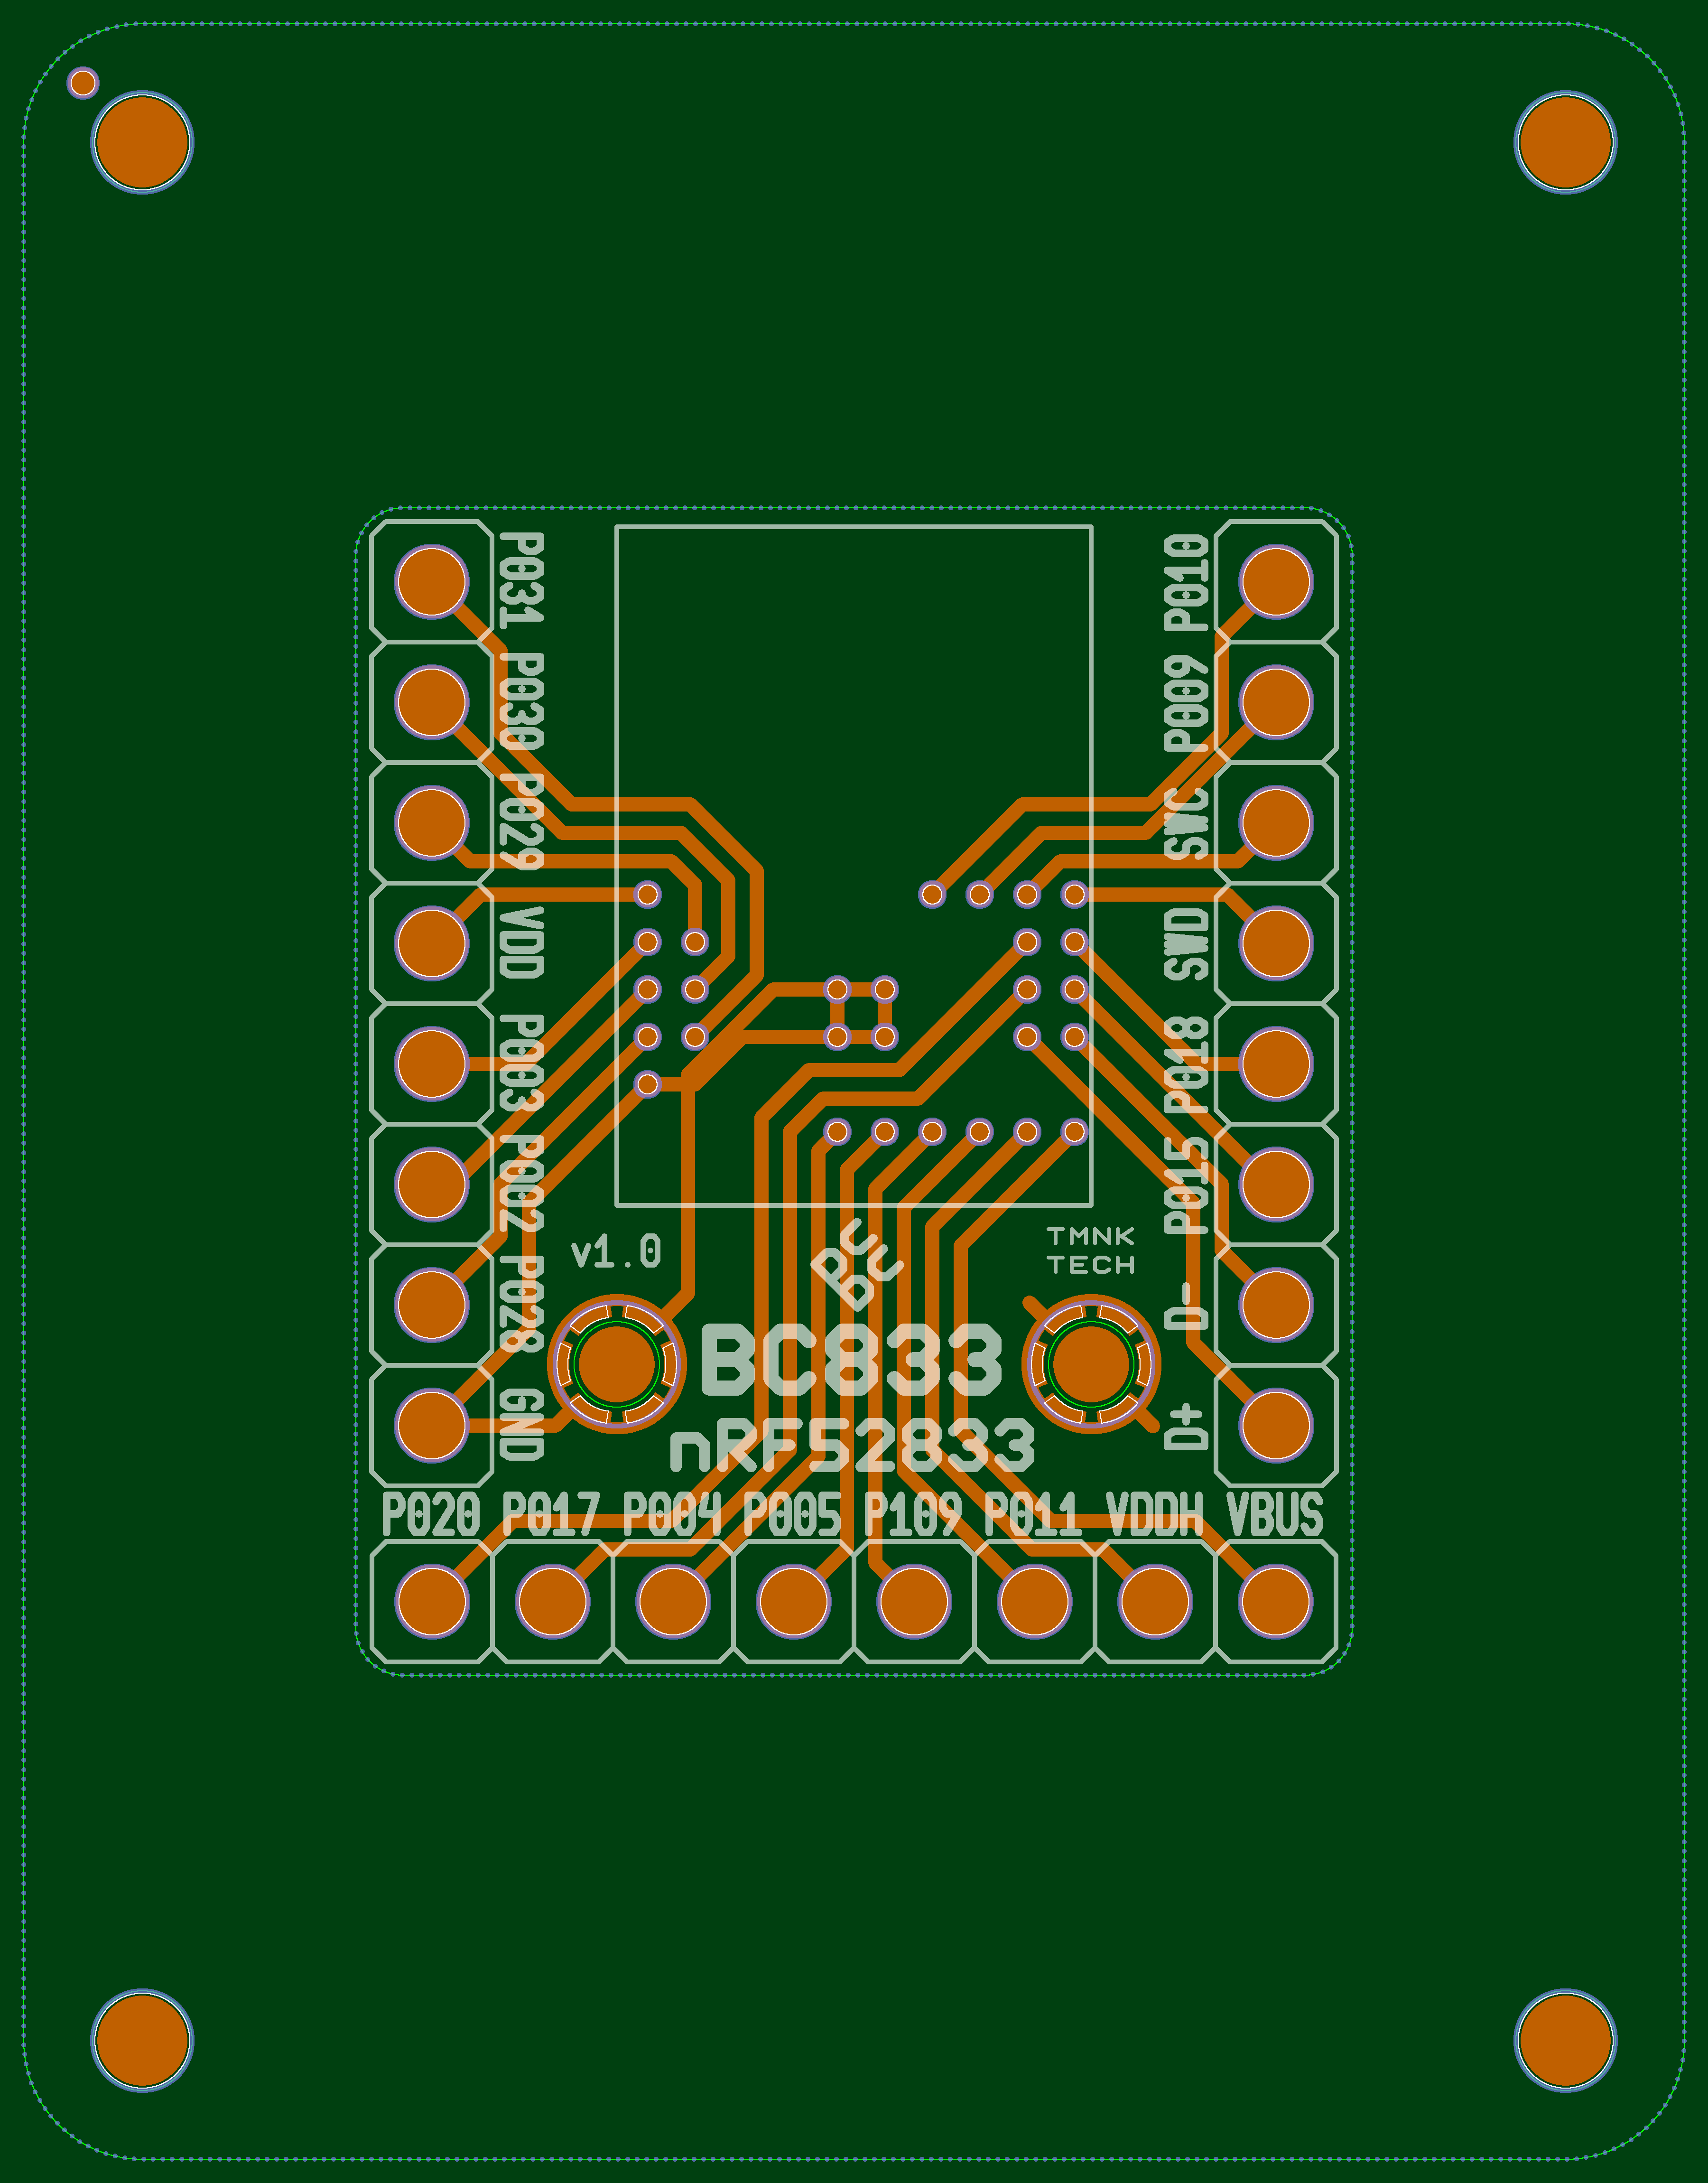 P031
P010
P030
P009
P029
SWC
VDD
SWD
P003
P018
P002
P015
P028
D-
GND
D+
v1.0
TMNK
TECH
BC833
nRF52833
P020 P017 P004 P005 P109 P011 VDDH VBUS